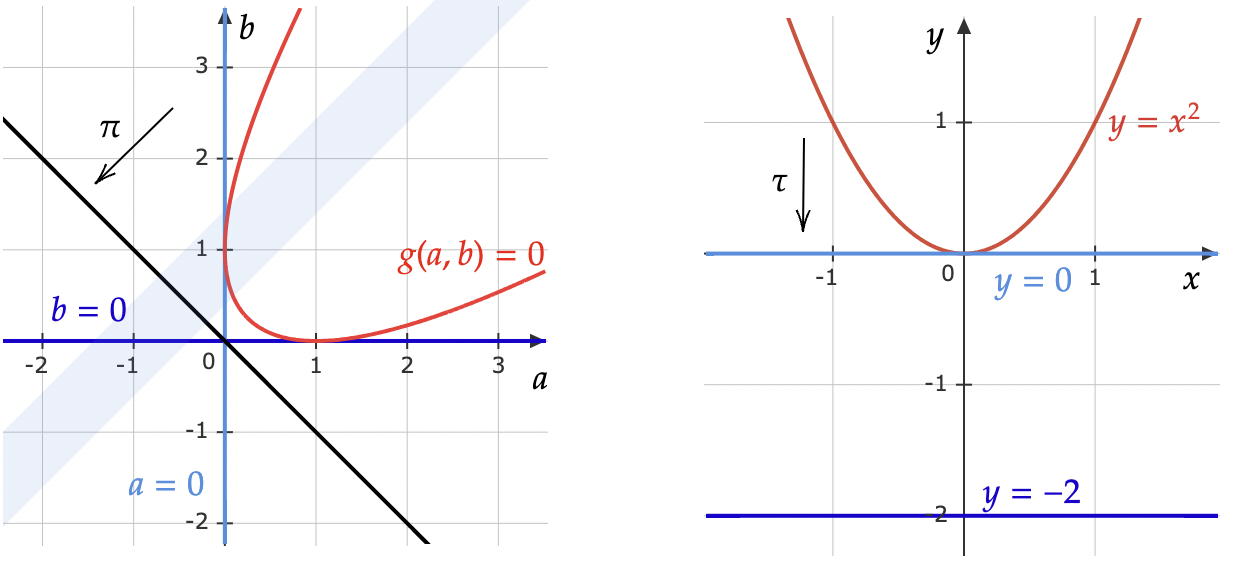 b
3
π
2
1
g(a, b) = 0
b = 0
-2 -1 0 1 2 3
a
-1
a = 0
-2
y
1
y = x²
τ
-1 0 1
y = 0
x
-1
y = −2
-2